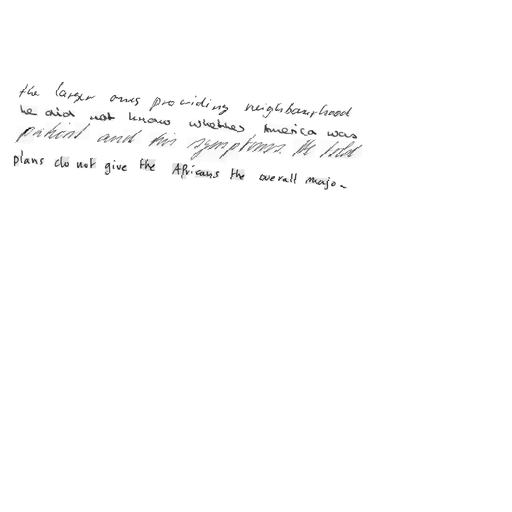 the larger ones providing neighbourhood
he did not know whether America was
patient and his symptoms. He told
plans do not give the Africans the overall majo-